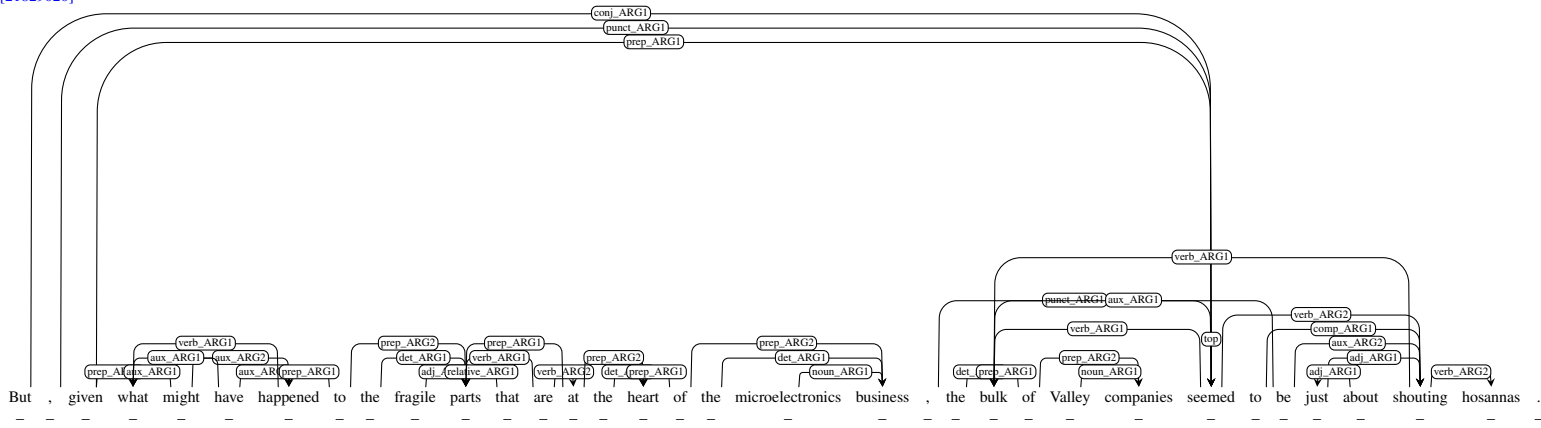 conj_ARG1
punct_ARG1
prep_ARG1
verb_ARG1
punct_ARG1 aux_ARG1
verb_ARG2
verb_ARG1 comp_ARG1
top
verb_ARG1 prep_ARG2 prep_ARG1 prep_ARG2 aux_ARG2
aux_ARG1 aux_ARG2 det_ARG1 verb_ARG1 prep_ARG2 det_ARG1 prep_ARG2 adj_ARG1
aux_ARG1 prep_ARG1 relative_ARG1 verb_ARG2 prep_ARG1 noun_ARG1 prep_ARG1 noun_ARG1 adj_ARG1 verb_ARG2
But , given what might have happened to the fragile parts that are at the heart of the microelectronics business , the bulk of Valley companies seemed to be just about shouting hosannas .
_ _ _ _ _ _ _ _ _ _ _ _ _ _ _ _ _ _ _ _ _ _ _ _ _ _ _ _ _ _ _ _ _ _